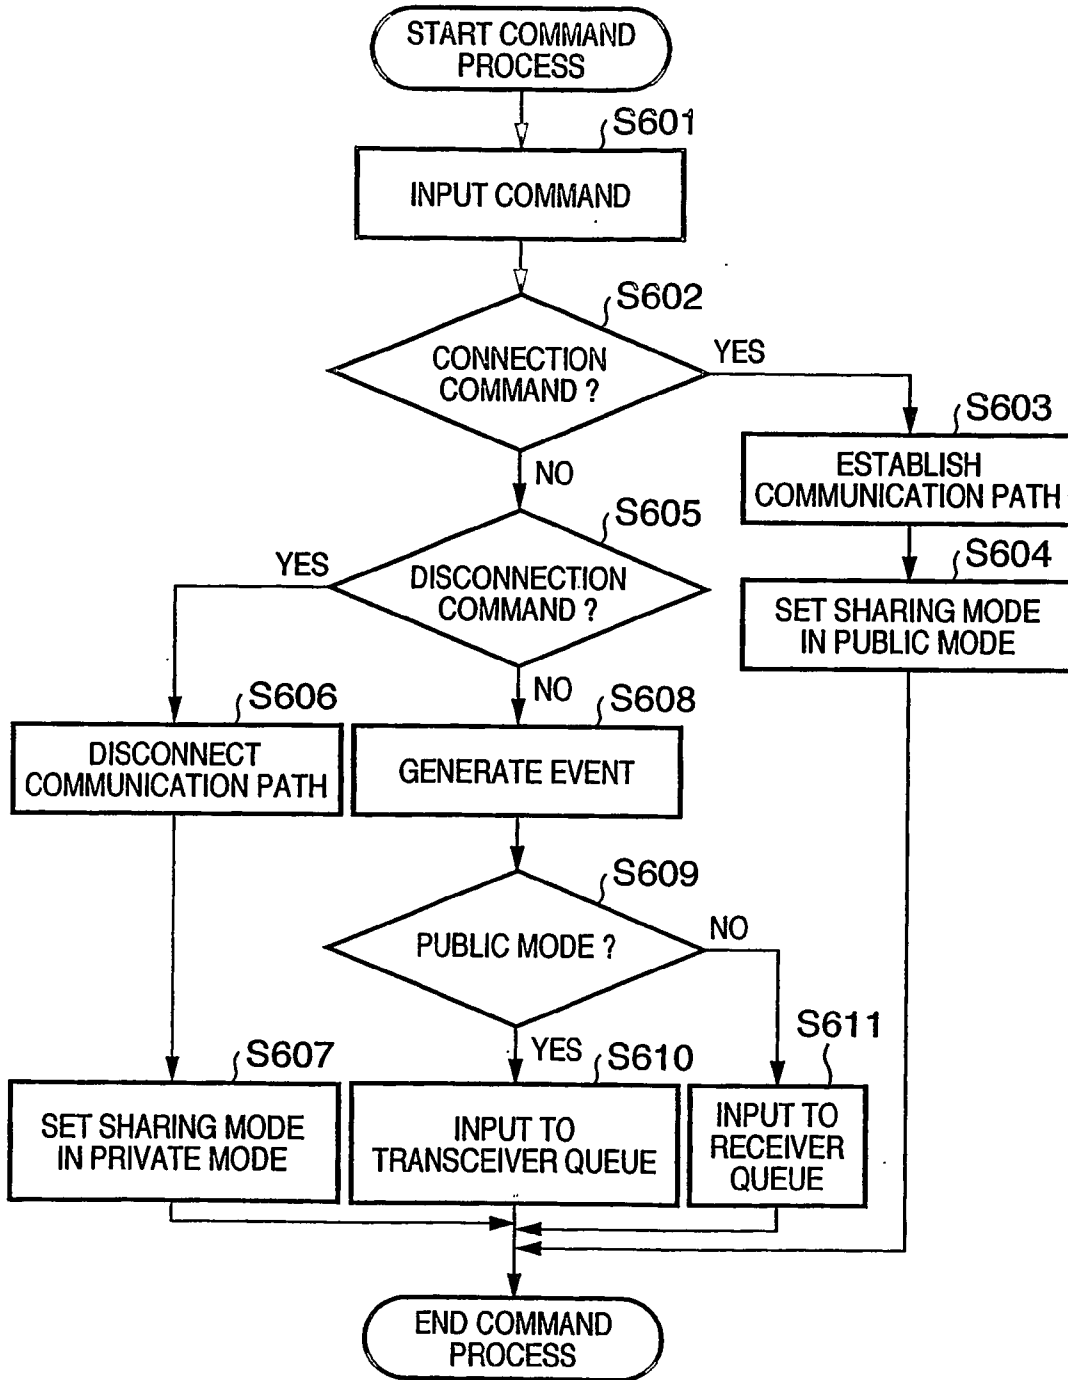 START COMMAND
PROCESS
S601
INPUT COMMAND
S602
CONNECTION
COMMAND ?
YES
NO
S603
ESTABLISH
COMMUNICATION PATH
S604
SET SHARING MODE
IN PUBLIC MODE
S605
DISCONNECTION
COMMAND ?
YES
NO
S606
DISCONNECT
COMMUNICATION PATH
S608
GENERATE EVENT
S609
PUBLIC MODE ?
NO
YES
S607
SET SHARING MODE
IN PRIVATE MODE
S610
INPUT TO
TRANSCEIVER QUEUE
S611
INPUT TO
RECEIVER
QUEUE
END COMMAND
PROCESS